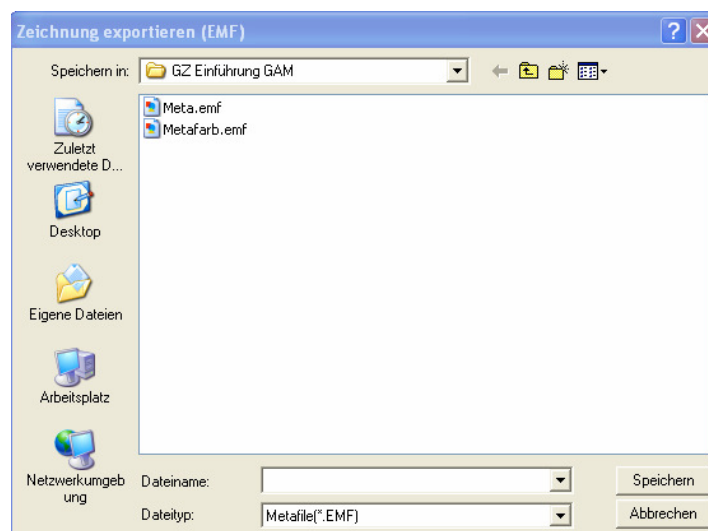 Zeichnung exportieren (EMF)
Speichern in: GZ Einführung GAM
Meta.emf
Metafarb.emf
Zuletzt
verwendete D...
Desktop
Eigene Dateien
Arbeitsplatz
Netzwerkumgeb
ung
Dateiname:
Speichern
Dateityp: Metafile(*.EMF)
Abbrechen